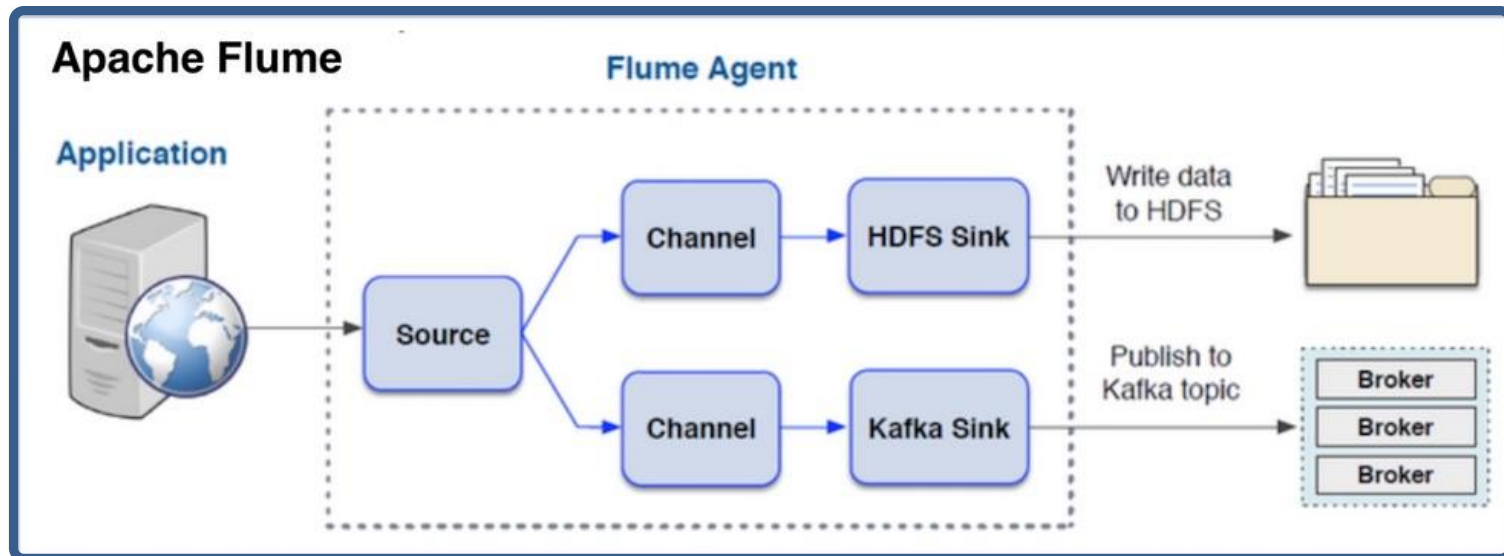 Apache Flume
Flume Agent
Application
Source
Channel
HDFS Sink
Write data
to HDFS
Channel
Kafka Sink
Publish to
Kafka topic
Broker
Broker
Broker